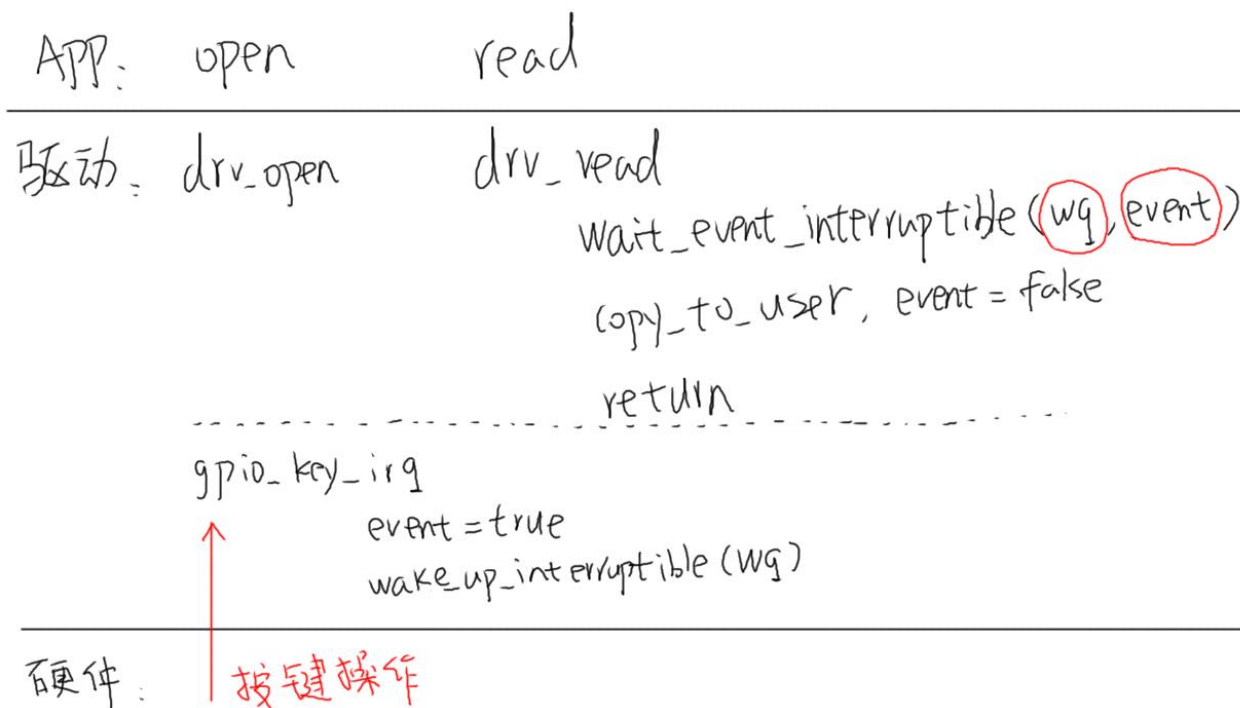 APP: open read
驱动: drv_open drv_read
wait_event_interruptible(wq, event)
copy_to_user, event = false
return
gpio_key_irq
event = true
wake_up_interruptible(wq)
硬件: 按键操作